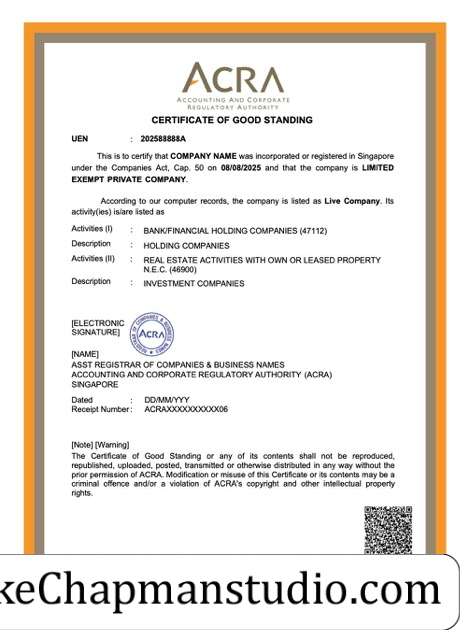 ACRA
ACCOUNTING AND CORPORATE
REGULATORY AUTHORITY
CERTIFICATE OF GOOD STANDING
UEN : 202588888A
This is to certify that COMPANY NAME was incorporated or registered in Singapore
under the Companies Act, Cap. 50 on 08/08/2025 and that the company is LIMITED
EXEMPT PRIVATE COMPANY.
According to our computer records, the company is listed as Live Company. Its
activity(ies) is/are listed as
Activities (I) : BANK/FINANCIAL HOLDING COMPANIES (47112)
Description : HOLDING COMPANIES
Activities (II) : REAL ESTATE ACTIVITIES WITH OWN OR LEASED PROPERTY
N.E.C. (46900)
Description : INVESTMENT COMPANIES
[ELECTRONIC
SIGNATURE]
ACRA
[NAME]
ASST REGISTRAR OF COMPANIES & BUSINESS NAMES
ACCOUNTING AND CORPORATE REGULATORY AUTHORITY (ACRA)
SINGAPORE
Dated : DD/MM/YYY
Receipt Number : ACRAXXXXXXXXXX06
[Note] [Warning]
The Certificate of Good Standing or any of its contents shall not be reproduced,
republished, uploaded, posted, transmitted or otherwise distributed in any way without the
prior permission of ACRA. Modification or misuse of this Certificate or its contents may be a
criminal offence and/or a violation of ACRA's copyright and other intellectual property
rights.
keChapmanstudio.com